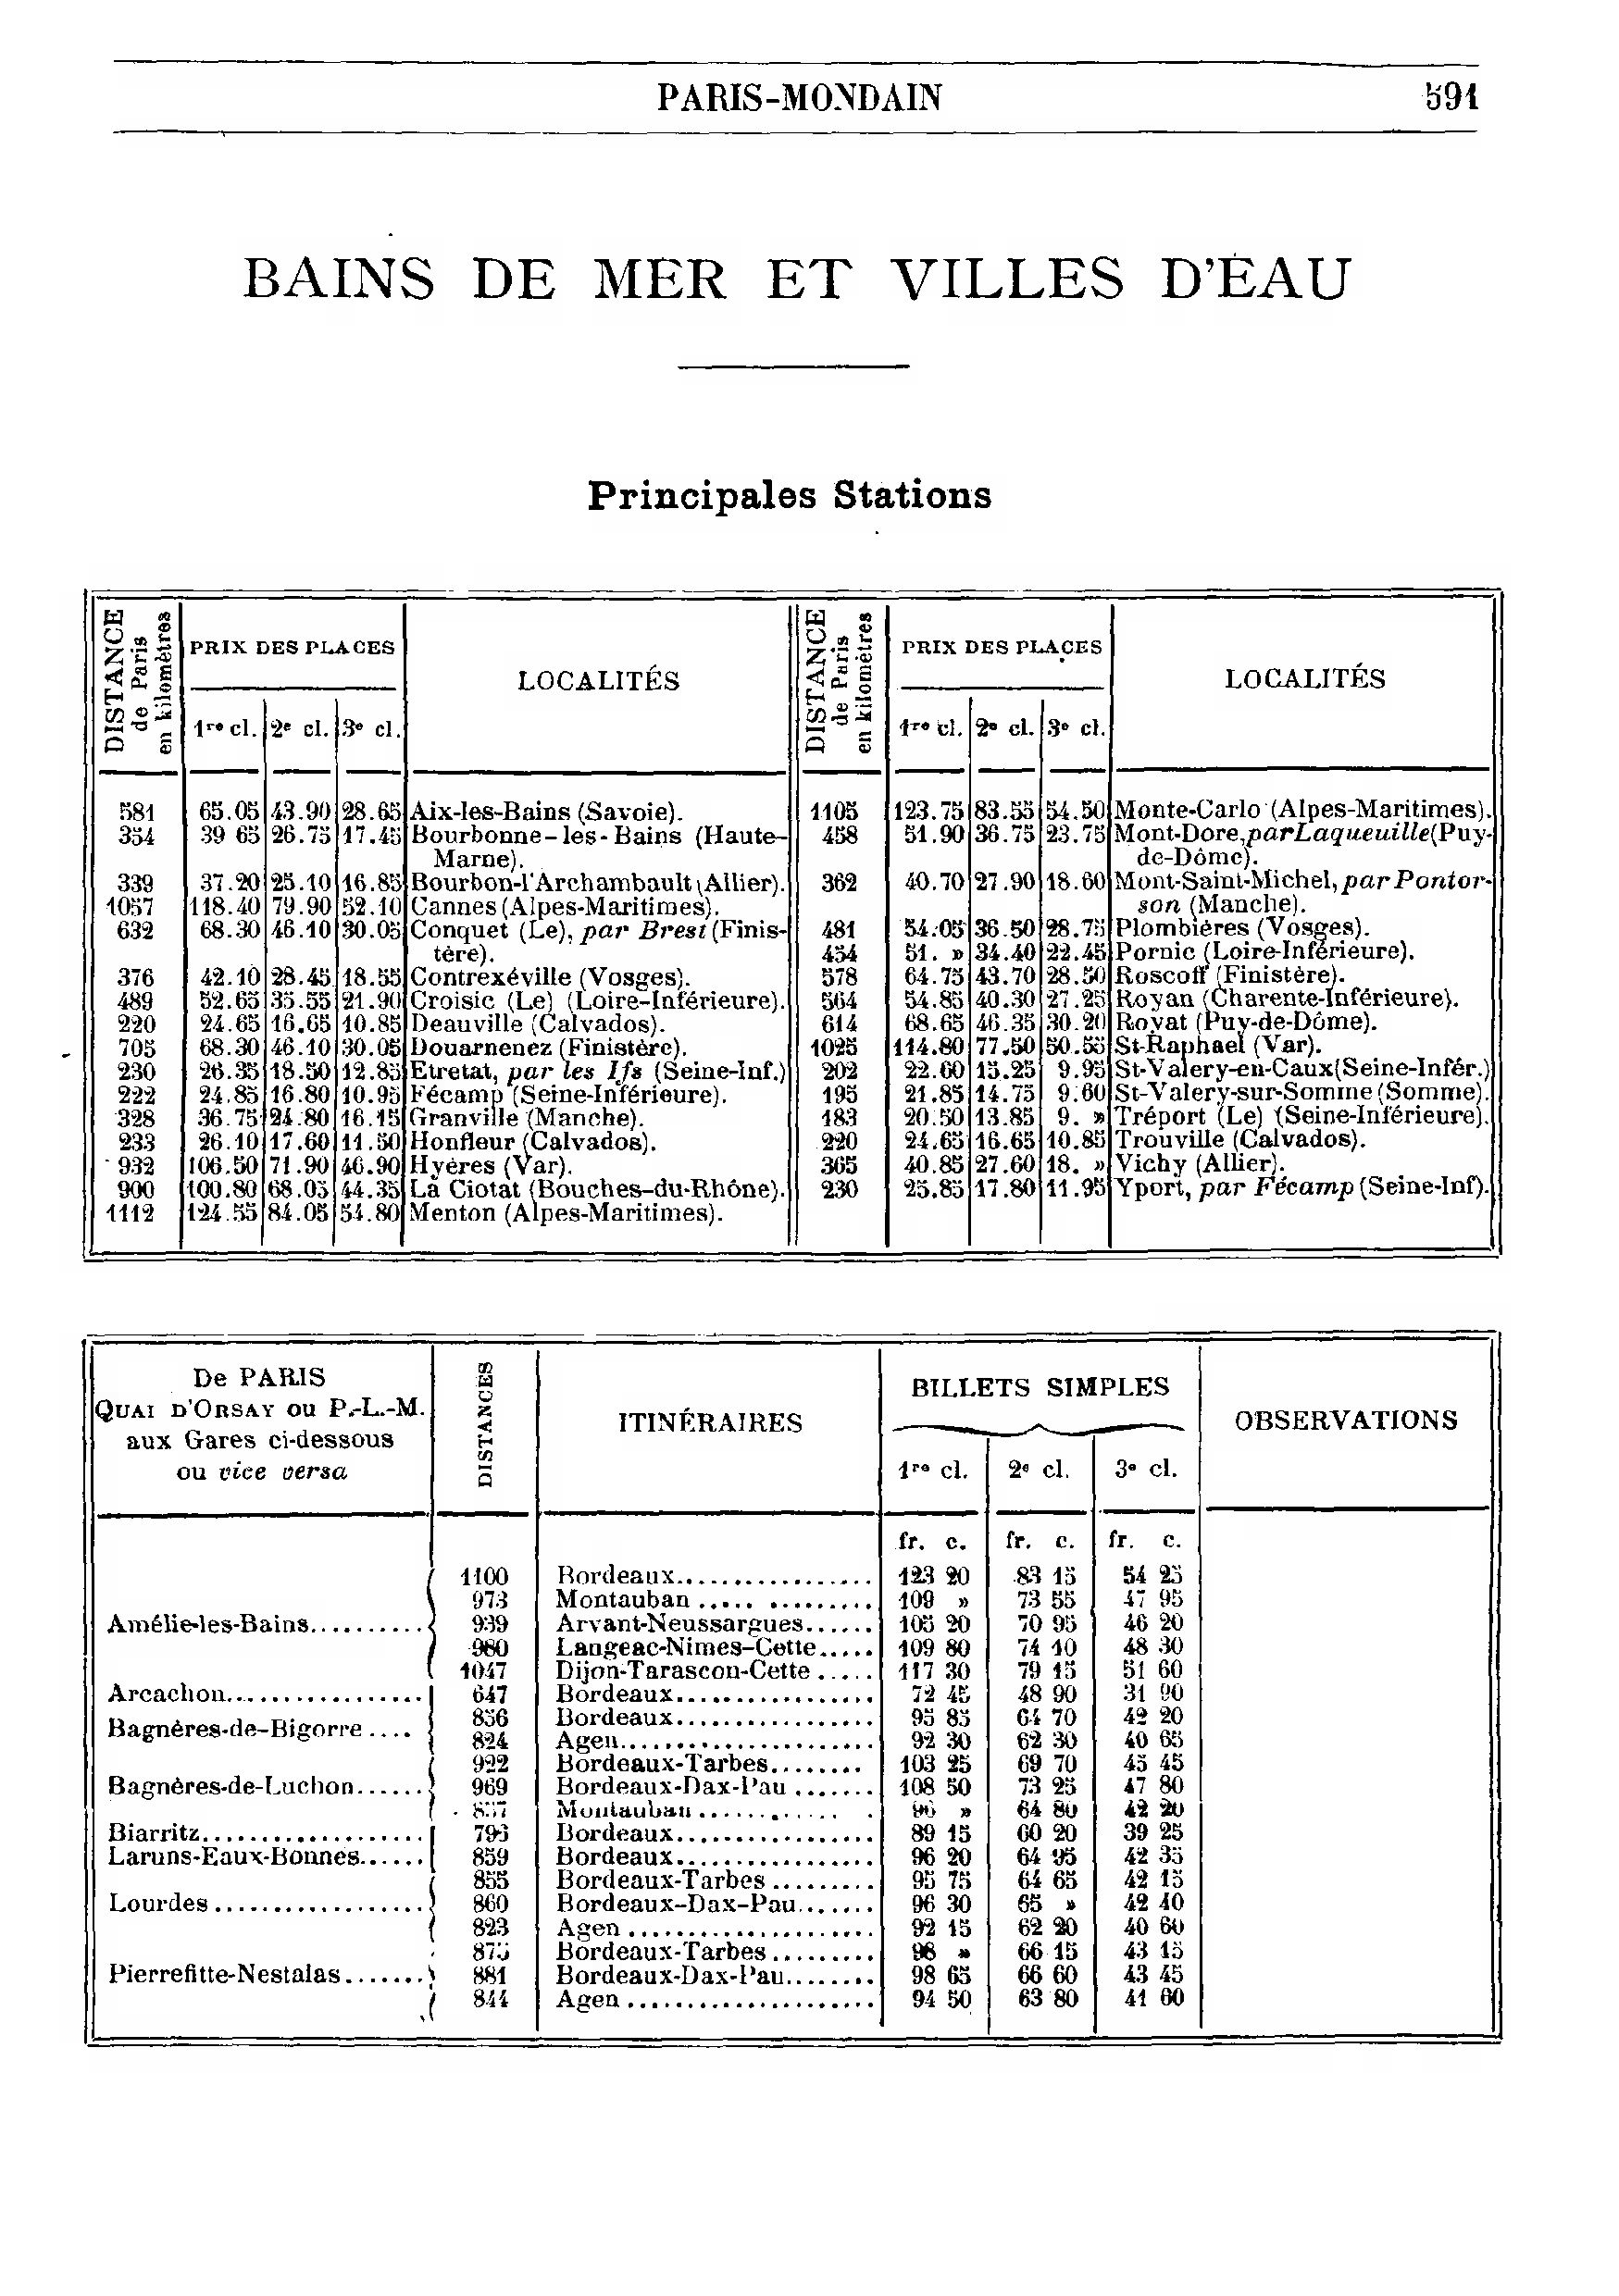 PARIS-MONDAIN 591
BAINS DE MER ET VILLES D'ÉAU
Principales Stations
DISTANCE de Paris en kilomètres PRIX DES PLACES LOCALITÉS DISTANCE de Paris en kilomètres PRIX DES PLACES LOCALITÉS
1re cl. 2e cl. 3e cl. 1re cl. 2e cl. 3e cl.
581 65.05 43.90 28.65 Aix-les-Bains (Savoie). 1105 123.75 83.55 54.50 Monte-Carlo (Alpes-Maritimes).
354 39 65 26.75 17.45 Bourbonne-les-Bains (Haute- 458 51.90 36.75 23.75 Mont-Dore, par Laqueuille (Puy-
Marne). de-Dôme).
339 37.20 25.10 16.85 Bourbon-l'Archambault (Allier). 362 40.70 27.90 18.60 Mont-Saint-Michel, par Pontor-
1057 118.40 79.90 52.10 Cannes (Alpes-Maritimes). son (Manche).
632 68.30 46.10 30.05 Conquet (Le), par Brest (Finis- 481 54.05 36.50 28.75 Plombières (Vosges).
tère). 454 51. » 34.40 22.45 Pornic (Loire-Inférieure).
376 42.10 28.45 18.55 Contrexéville (Vosges). 578 64.75 43.70 28.50 Roscoff (Finistère).
489 52.65 35.55 21.90 Croisic (Le) (Loire-Inférieure). 564 54.85 40.30 27.25 Royan (Charente-Inférieure).
220 24.65 16.65 10.85 Deauville (Calvados). 614 68.65 46.35 30.20 Royat (Puy-de-Dôme).
705 68.30 46.10 30.05 Douarnenez (Finistère). 1025 114.80 77.50 50.55 St-Raphael (Var).
230 26.35 18.50 12.85 Etretat, par les Ifs (Seine-Inf.) 202 22.60 15.25 9.95 St-Valery-en-Caux (Seine-Infér.)
222 24.85 16.80 10.95 Fécamp (Seine-Inférieure). 195 21.85 14.75 9.60 St-Valery-sur-Somme (Somme).
328 36.75 24.80 16.15 Granville (Manche). 183 20.50 13.85 9. » Tréport (Le) (Seine-Inférieure).
233 26.10 17.60 11.50 Honfleur (Calvados). 220 24.65 16.65 10.85 Trouville (Calvados).
932 106.50 71.90 46.90 Hyères (Var). 365 40.85 27.60 18. » Vichy (Allier).
900 100.80 68.05 44.35 La Ciotat (Bouches-du-Rhône). 230 25.85 17.80 11.95 Yport, par Fécamp (Seine-Inf).
1112 124.55 84.05 54.80 Menton (Alpes-Maritimes).
De PARIS
QUAI D'ORSAY OU P.-L.-M.
aux Gares ci-dessous
ou vice versa
DISTANCES ITINÉRAIRES BILLETS SIMPLES OBSERVATIONS
1re cl. 2e cl. 3e cl.
fr. c. fr. c. fr. c.
1100 Bordeaux.................. 123 20 83 15 54 25
973 Montauban ..... ......... 109 » 73 55 47 95
Amélie-les-Bains.......... 939 Arvant-Neussargues...... 105 20 70 95 46 20
980 Langeac-Nimes-Cette..... 109 80 74 10 48 30
1047 Dijon-Tarascon-Cette ..... 117 30 79 15 51 60
Arcachon................. 647 Bordeaux.................. 72 45 48 90 31 90
856 Bordeaux.................. 95 85 64 70 42 20
Bagnères-de-Bigorre .... 824 Agen....................... 92 30 62 30 40 65
922 Bordeaux-Tarbes........ 103 25 69 70 45 45
Bagnères-de-Luchon...... 969 Bordeaux-Dax-Pau ....... 108 50 73 25 47 80
857 Montauban ............ 96 » 64 80 42 20
Biarritz................... 795 Bordeaux.................. 89 15 60 20 39 25
Laruns-Eaux-Bonnes...... 859 Bordeaux.................. 96 20 64 95 42 35
855 Bordeaux-Tarbes ......... 95 75 64 65 42 15
Lourdes .................. 860 Bordeaux-Dax-Pau....... 96 30 65 » 42 40
823 Agen ...................... 92 15 62 20 40 60
875 Bordeaux-Tarbes ......... 98 » 66 15 43 15
Pierrefitte-Nestalas....... 881 Bordeaux-Dax-Pau........ 98 65 66 60 43 45
844 Agen ...................... 94 50 63 80 41 60